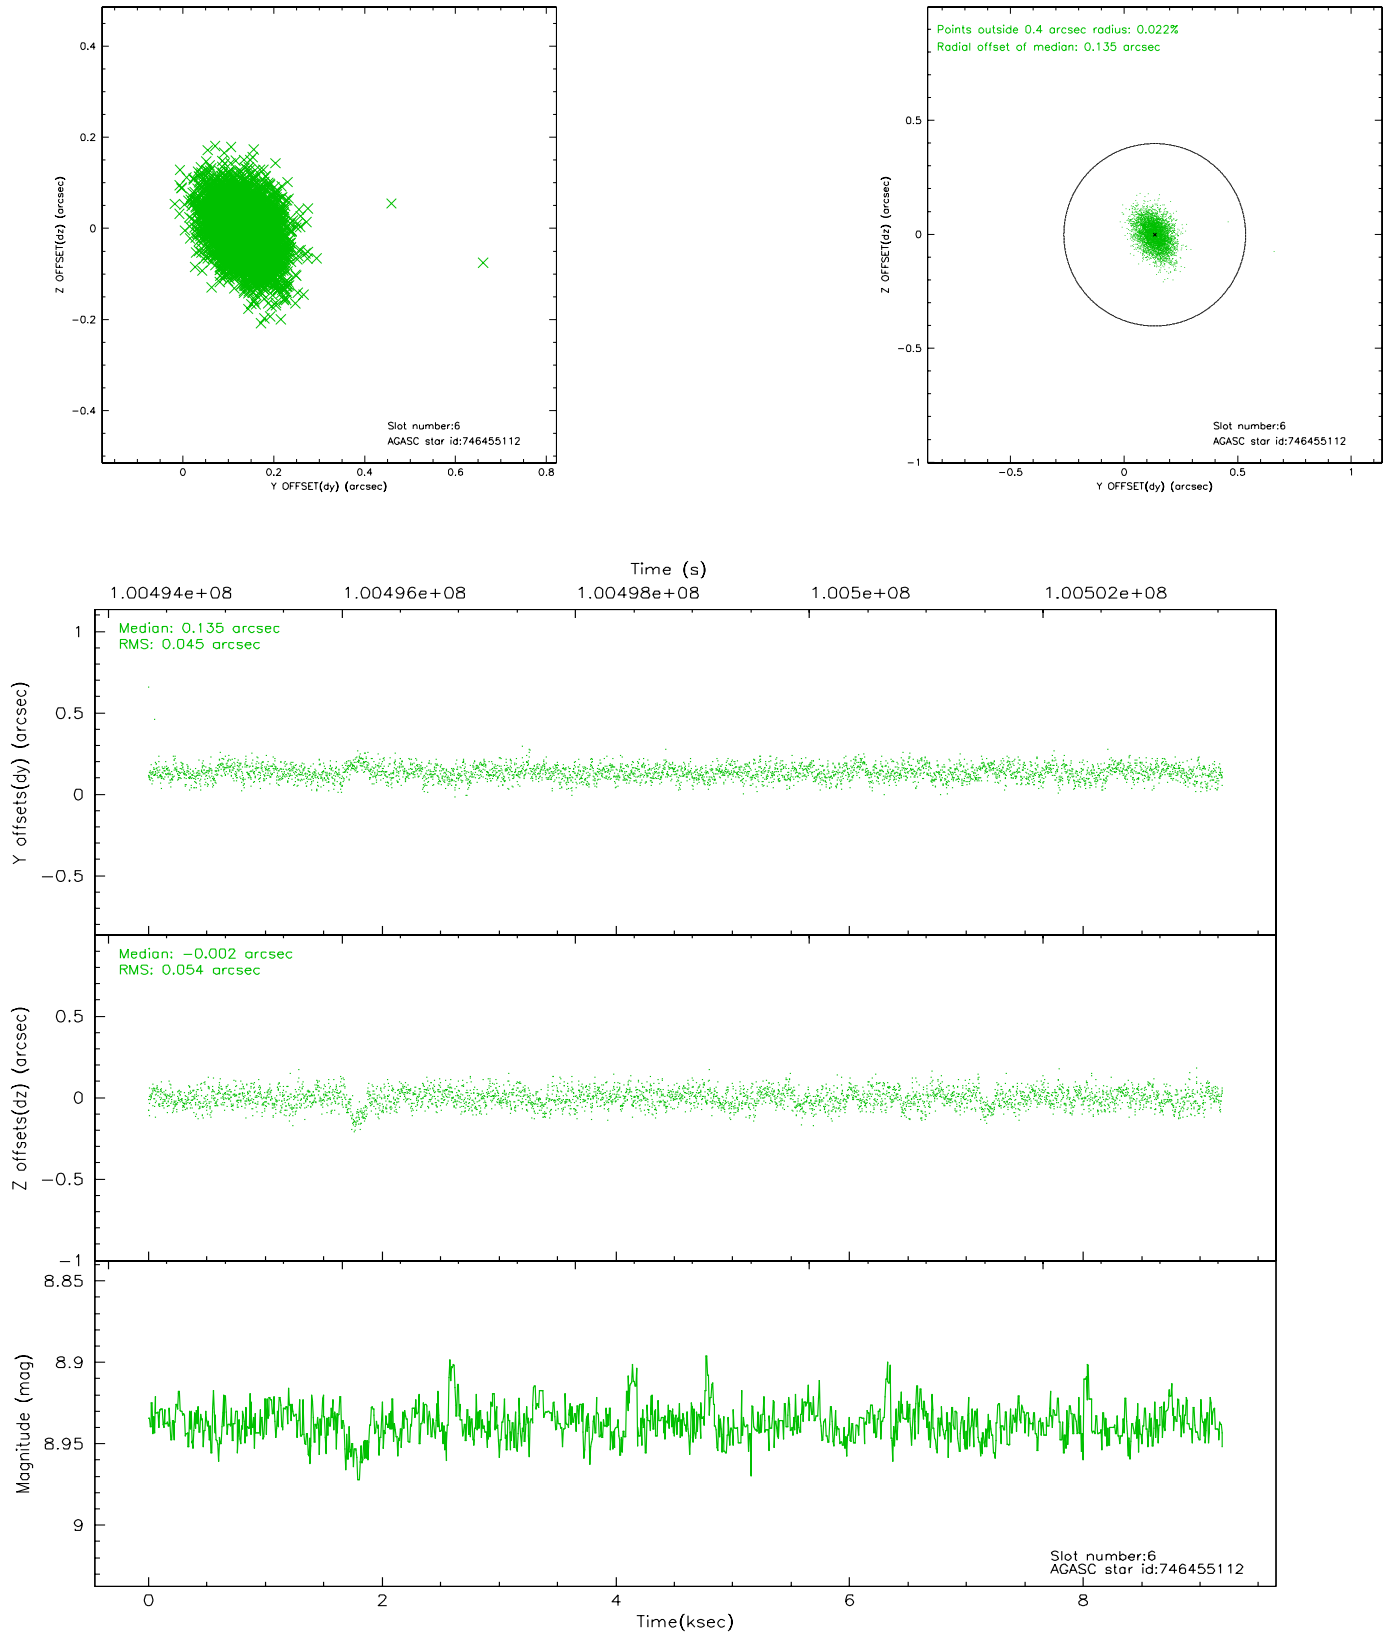 0.4
0.2
0
−0.2
−0.4
Z OFFSET(dz) (arcsec)
Slot number:6
AGASC star id:746455112
0 0.2 0.4 0.6 0.8
Y OFFSET(dy) (arcsec)
Points outside 0.4 arcsec radius: 0.022%
Radial offset of median: 0.135 arcsec
0.5
0
−0.5
−1
Z OFFSET(dz) (arcsec)
Slot number:6
AGASC star id:746455112
−0.5 0 0.5 1
Y OFFSET(dy) (arcsec)
Time (s)
1.00494e+08 1.00496e+08 1.00498e+08 1.005e+08 1.00502e+08
Median: 0.135 arcsec
RMS: 0.045 arcsec
1
0.5
0
−0.5
Y offsets(dy) (arcsec)
Median: −0.002 arcsec
RMS: 0.054 arcsec
0.5
0
−0.5
−1
Z offsets(dz) (arcsec)
8.85
8.9
8.95
9
Magnitude (mag)
Slot number:6
AGASC star id:746455112
0 2 4 6 8
Time(ksec)